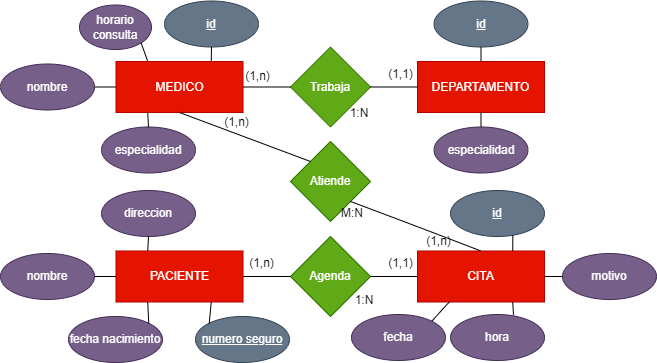 horario
consulta
id
id
nombre
MEDICO
(1,n)
Trabaja
(1,1)
DEPARTAMENTO
1:N
(1,n)
especialidad
especialidad
Atiende
direccion
M:N
id
(1,n)
nombre
PACIENTE
(1,n)
Agenda
(1,1)
CITA
motivo
1:N
fecha nacimiento
numero seguro
fecha
hora